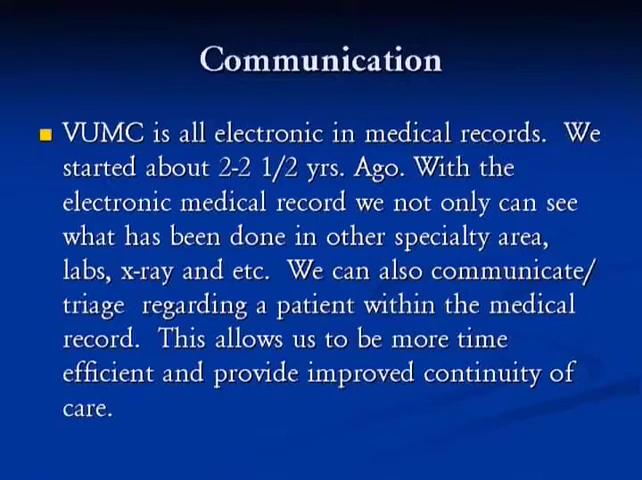 Communication
VUMC is all electronic in medical records. We
started about 2-2 1/2 yrs. Ago. With the
electronic medical record we not only can see
what has been done in other specialty area,
labs, x-ray and etc. We can also communicate/
triage regarding a patient within the medical
record. This allows us to be more time
efficient and provide improved continuity of
care.